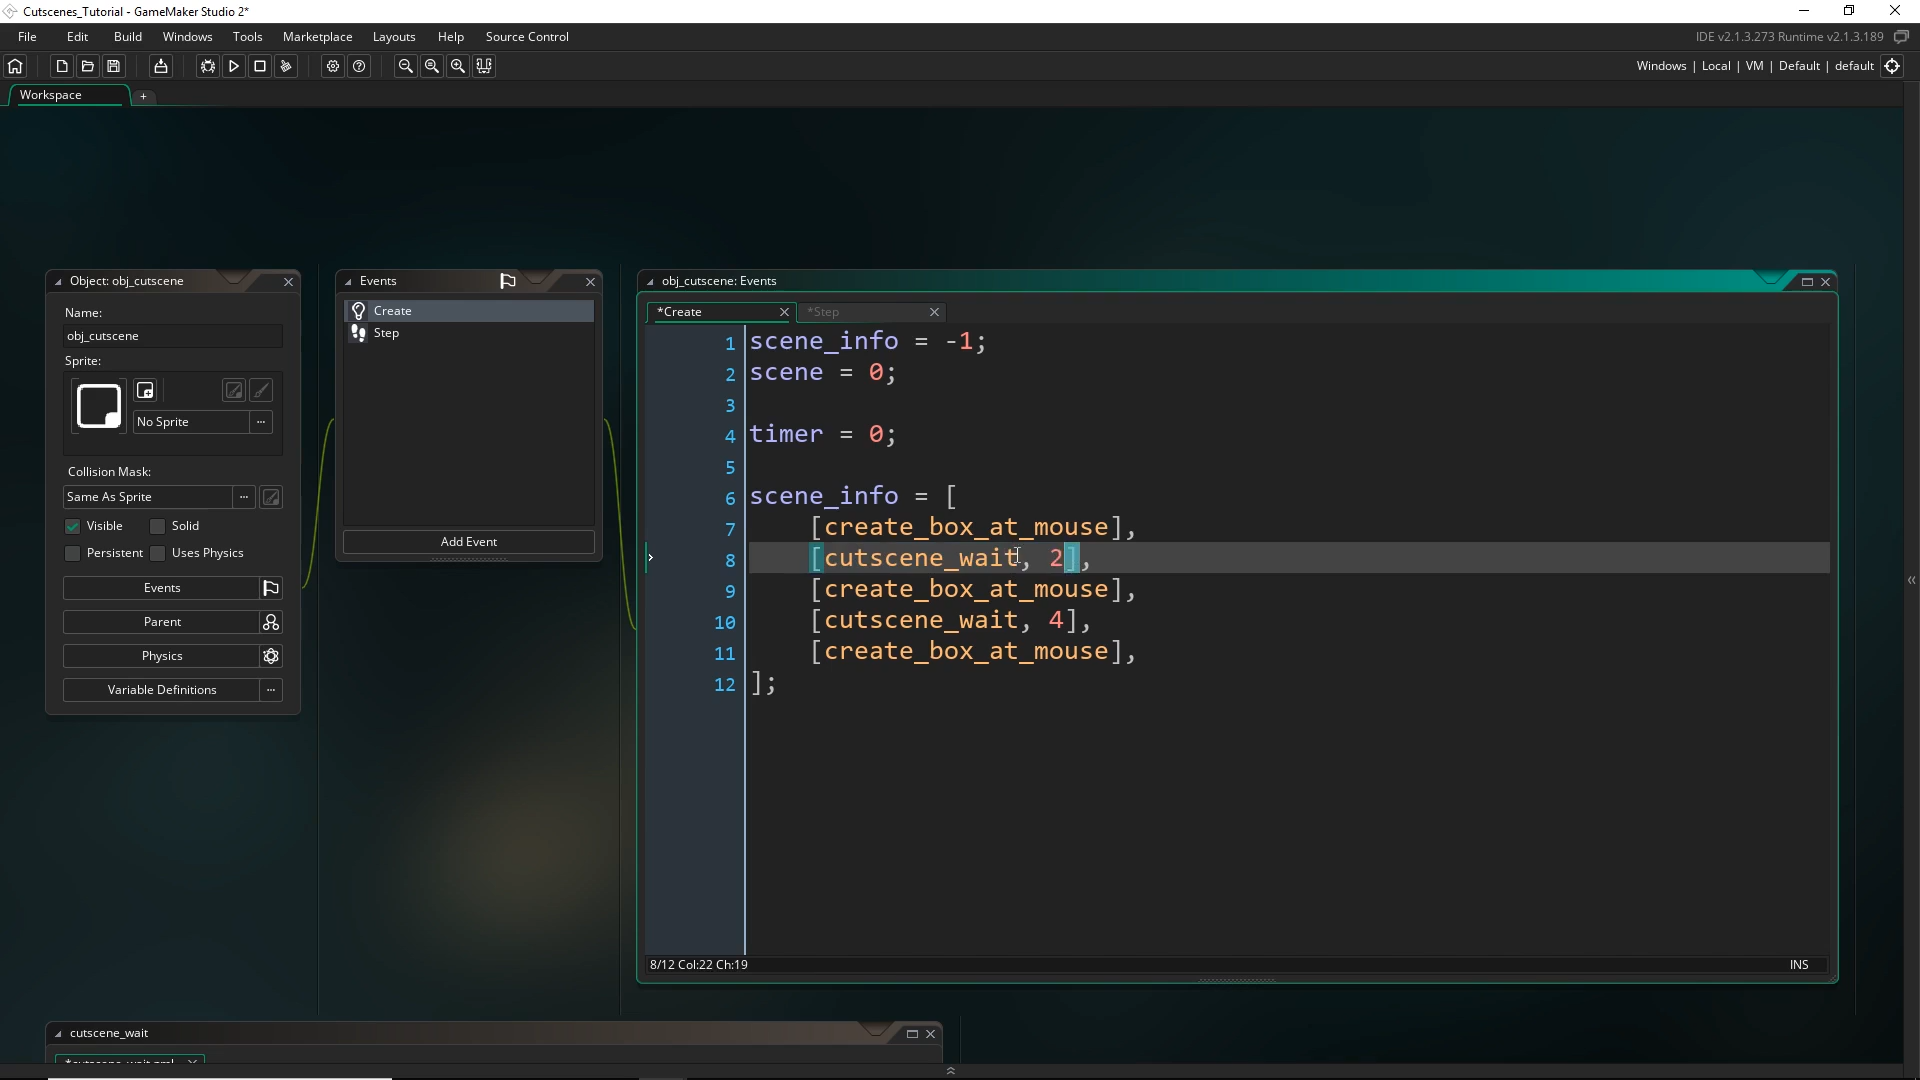 Cutscenes_Tutorial - GameMaker Studio 2*
File Edit Build Windows Tools Marketplace Layouts Help Source Control
IDE v2.1.3.273 Runtime v2.1.3.189
Windows | Local | VM | Default | default
Workspace
+
Object: obj_cutscene
Name:
obj_cutscene
Sprite:
No Sprite
Collision Mask:
Same As Sprite
Visible Solid
Persistent Uses Physics
Events
Parent
Physics
Variable Definitions
Events
Create
Step
Add Event
obj_cutscene: Events
*Create *Step
1 scene_info = -1;
2 scene = 0;
3
4 timer = 0;
5
6 scene_info = [
7 [create_box_at_mouse],
8 [cutscene_wait, 2],
9 [create_box_at_mouse],
10 [cutscene_wait, 4],
11 [create_box_at_mouse],
12 ];
8/12 Col:22 Ch:19 INS
cutscene_wait
*cutscene_wait.gml